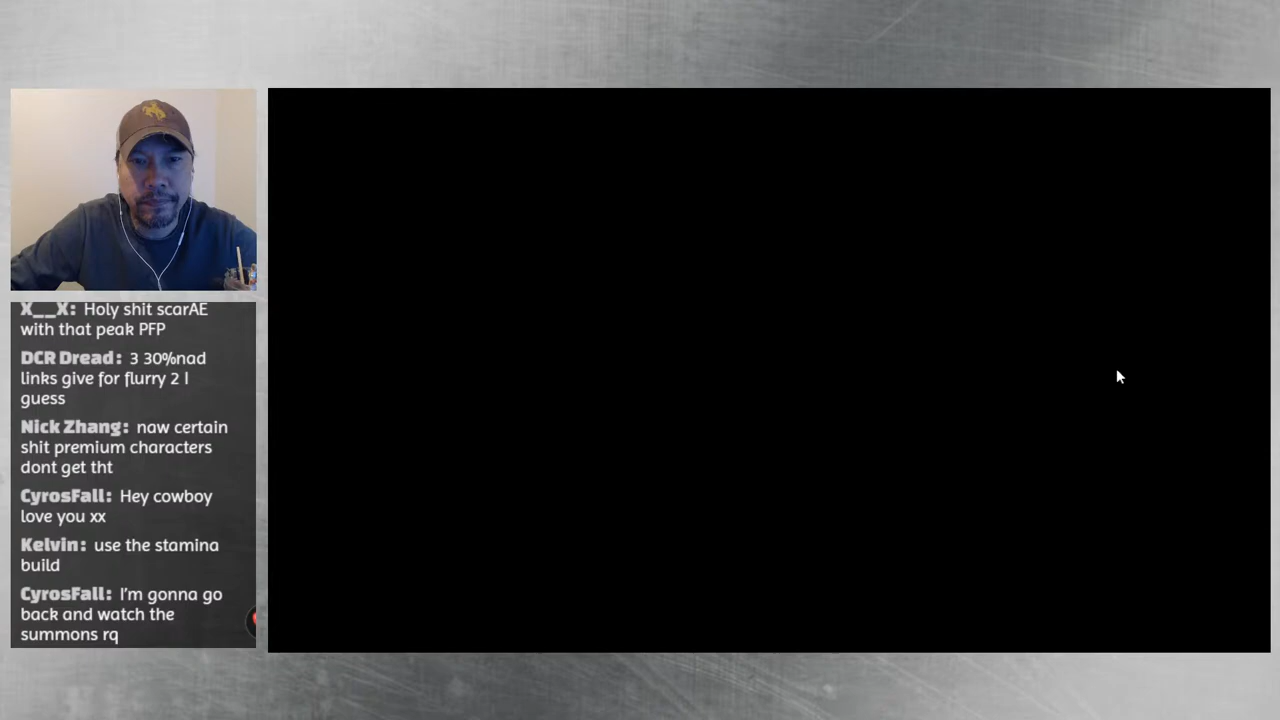 X__X: Holy shit scarAE
with that peak PFP
DCR Dread: 3 30%nad
links give for flurry 2 I
guess
Nick Zhang: naw certain
shit premium characters
dont get tht
CyrosFall: Hey cowboy
love you xx
Kelvin: use the stamina
build
CyrosFall: I'm gonna go
back and watch the
summons rq